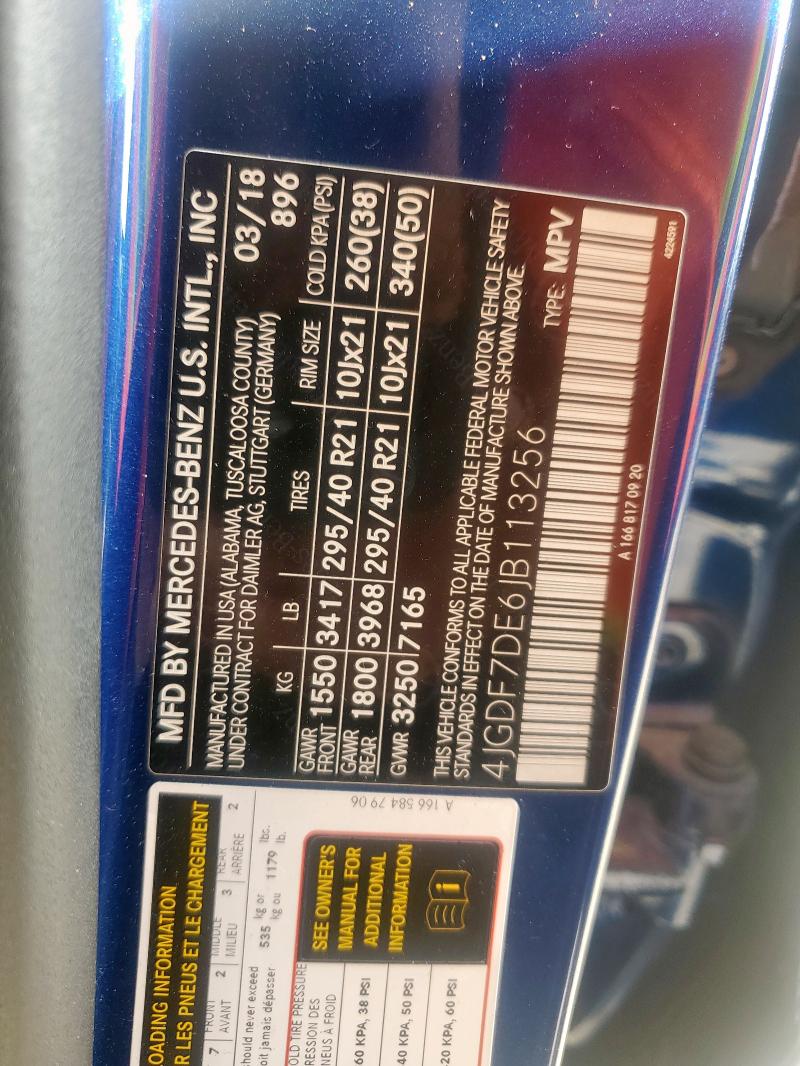 MFD BY MERCEDES-BENZ U.S. INTL., INC
MANUFACTURED IN USA (ALABAMA, TUSCALOOSA COUNTY) 03/18
UNDER CONTRACT FOR DAIMLER AG, STUTTGART (GERMANY) 896
KG LB TIRES RIM SIZE COLD KPA (PSI)
GAWR
FRONT 1550 3417 295/40 R21 10Jx21 260(38)
GAWR
REAR 1800 3968 295/40 R21 10Jx21 340(50)
GVWR 3250 7165
THIS VEHICLE CONFORMS TO ALL APPLICABLE FEDERAL MOTOR VEHICLE SAFETY
STANDARDS IN EFFECT ON THE DATE OF MANUFACTURE SHOWN ABOVE.
4JGDF7DE6JB113256 TYPE: MPV
A 166 817 09 20
4224591
OADING INFORMATION
R LES PNEUS ET LE CHARGEMENT
7 FRONT 2 MIDDLE 3 REAR 2
AVANT MILIEU ARRIÈRE
hould never exceed 535 kg or 1179 lbs.
oit jamais dépasser kg ou lb.
OLD TIRE PRESSURE
RESSION DES
NEUS À FROID
60 KPA, 38 PSI
40 KPA, 50 PSI
20 KPA, 60 PSI
SEE OWNER'S
MANUAL FOR
ADDITIONAL
INFORMATION
A 166 584 79 06